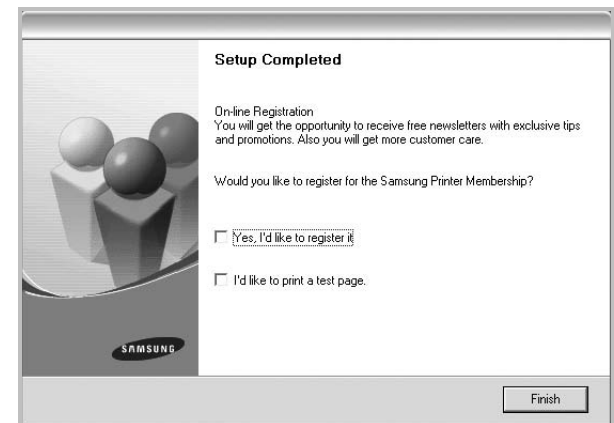 Setup Completed
On-line Registration
You will get the opportunity to receive free newsletters with exclusive tips
and promotions. Also you will get more customer care.
Would you like to register for the Samsung Printer Membership?
Yes, I'd like to register it
I'd like to print a test page.
SAMSUNG
Finish